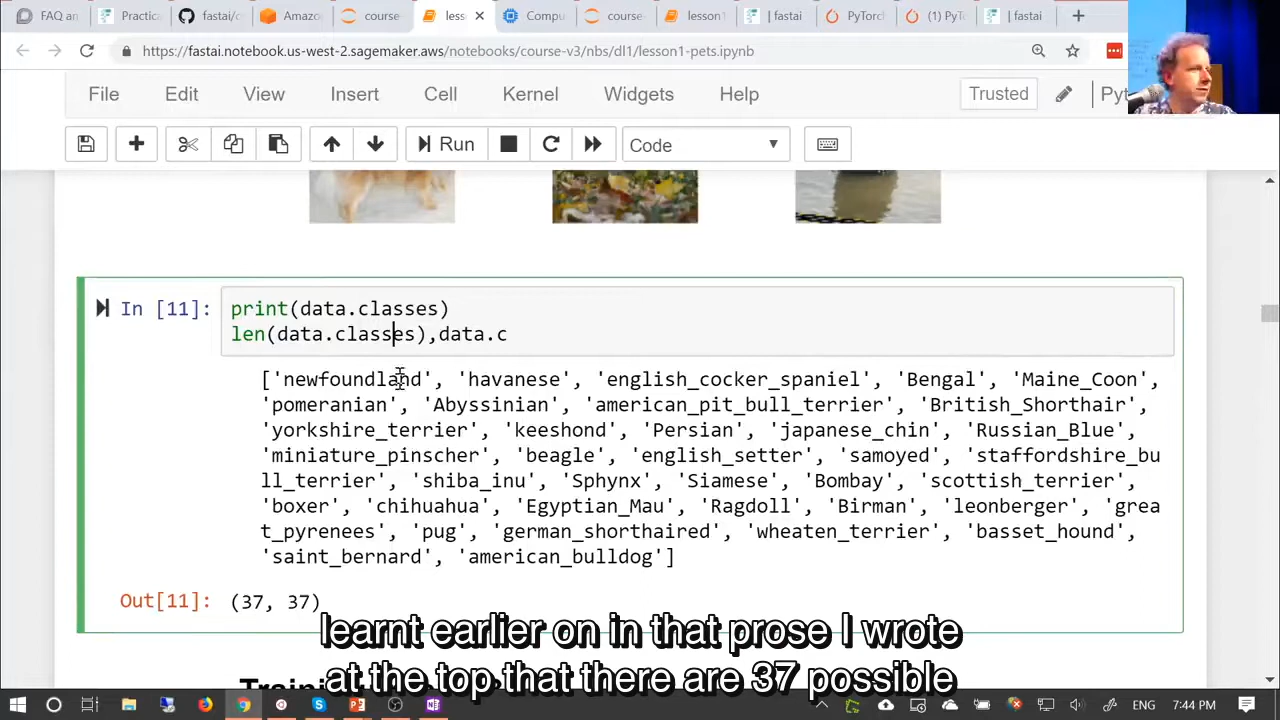 FAQ an
Practica
fastai/c
Amazo
course
less
Compu
course
lesson1
| fastai
PyTorch
(1) PyT
| fastai
https://fastai.notebook.us-west-2.sagemaker.aws/notebooks/course-v3/nbs/dl1/lesson1-pets.ipynb
File Edit View Insert Cell Kernel Widgets Help Trusted Pyt
Run Code
In [11]: print(data.classes)
len(data.classes),data.c
['newfoundland', 'havanese', 'english_cocker_spaniel', 'Bengal', 'Maine_Coon',
'pomeranian', 'Abyssinian', 'american_pit_bull_terrier', 'British_Shorthair',
'yorkshire_terrier', 'keeshond', 'Persian', 'japanese_chin', 'Russian_Blue',
'miniature_pinscher', 'beagle', 'english_setter', 'samoyed', 'staffordshire_bu
ll_terrier', 'shiba_inu', 'Sphynx', 'Siamese', 'Bombay', 'scottish_terrier',
'boxer', 'chihuahua', 'Egyptian_Mau', 'Ragdoll', 'Birman', 'leonberger', 'grea
t_pyrenees', 'pug', 'german_shorthaired', 'wheaten_terrier', 'basset_hound',
'saint_bernard', 'american_bulldog']
Out[11]: (37, 37)
learnt earlier on in that prose I wrote
at the top that there are 37 possible
ENG 7:44 PM